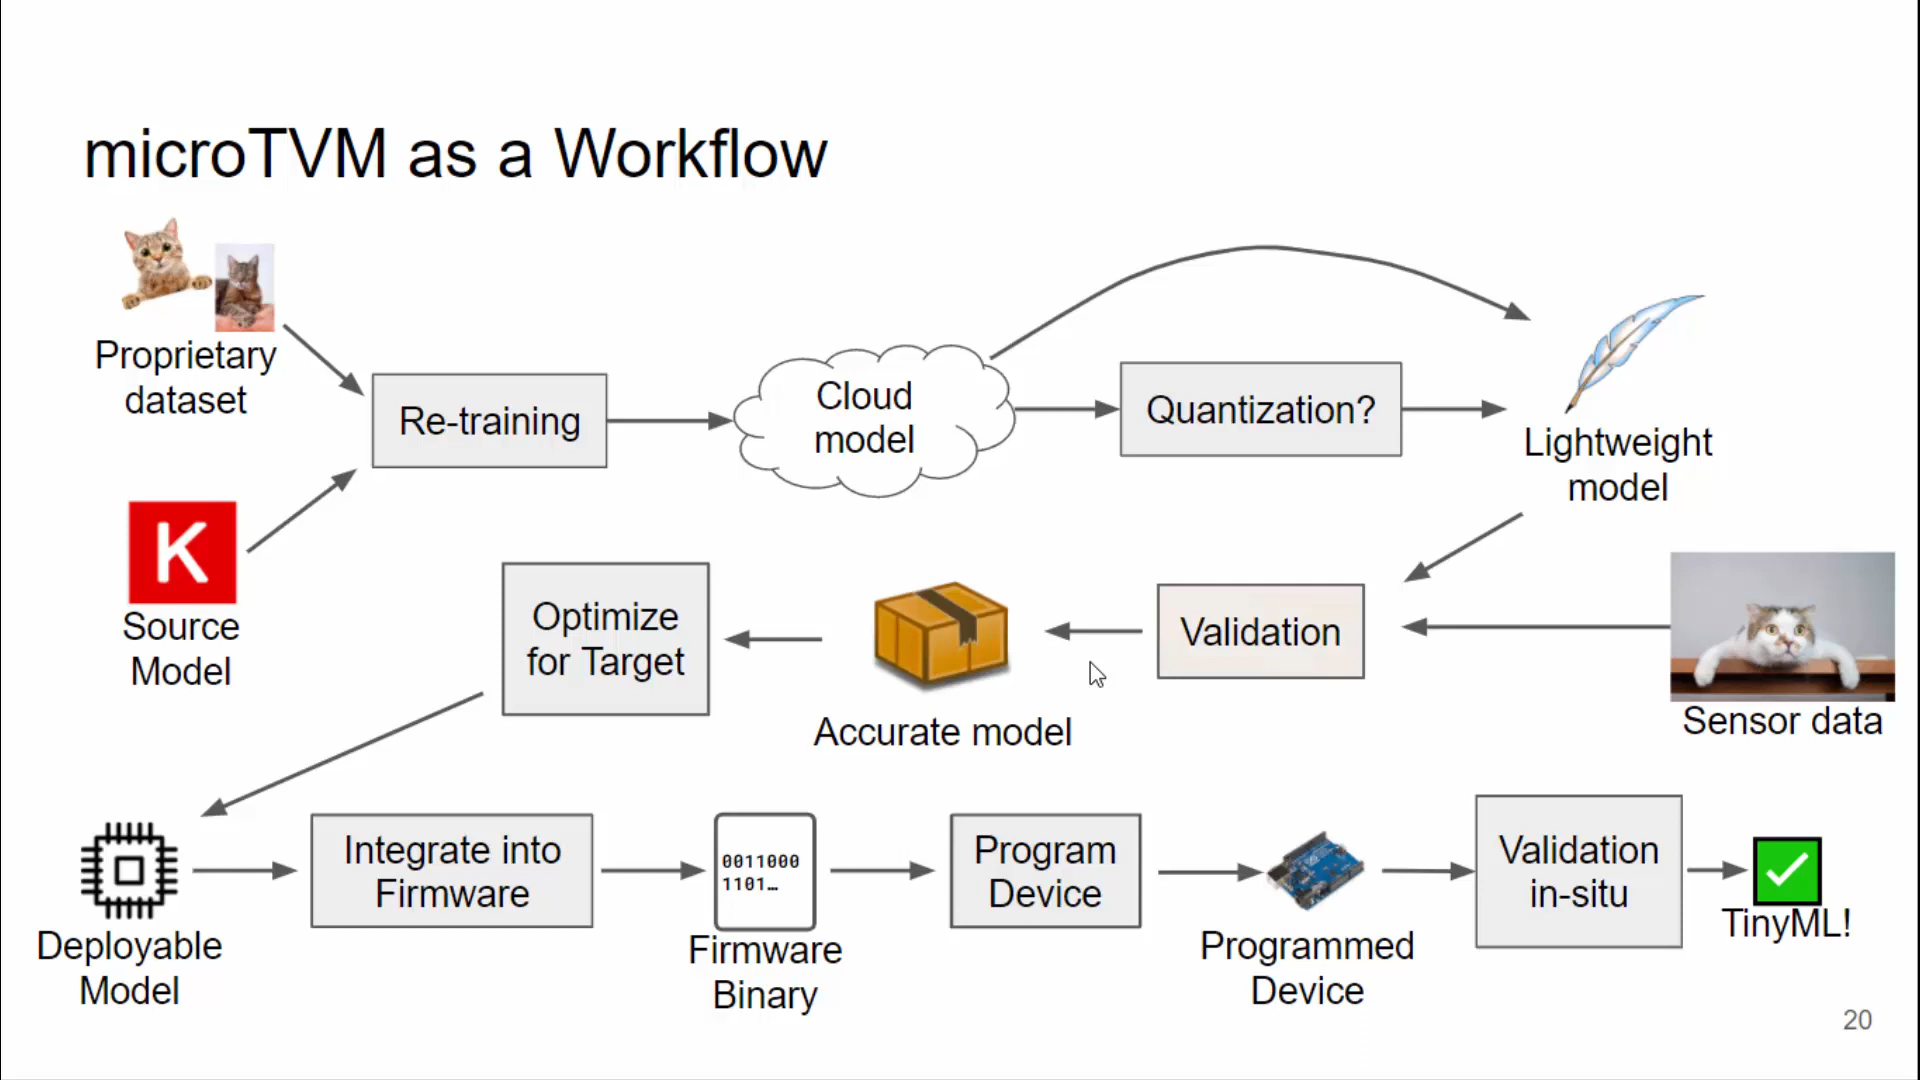 microTVM as a Workflow
Proprietary
dataset
Re-training
Cloud
model
Quantization?
Lightweight
model
K
Source
Model
Optimize
for Target
Accurate model
Validation
Sensor data
Deployable
Model
Integrate into
Firmware
0011000
1101…
Firmware
Binary
Program
Device
Programmed
Device
Validation
in-situ
TinyML!
20